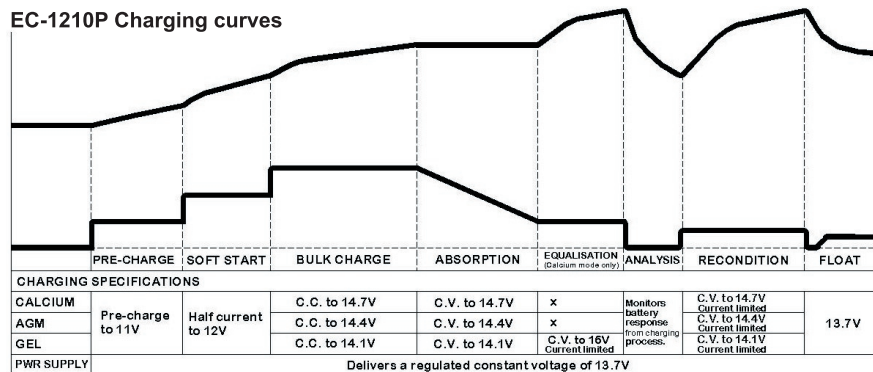 EC-1210P Charging curves
PRE-CHARGE SOFT START BULK CHARGE ABSORPTION EQUALISATION (Calcium mode only) ANALYSIS RECONDITION FLOAT
CHARGING SPECIFICATIONS
CALCIUM
AGM
GEL
Pre-charge
to 11V
Half current
to 12V
C.C. to 14.7V
C.C. to 14.4V
C.C. to 14.1V
C.V. to 14.7V
C.V. to 14.4V
C.V. to 14.1V
x
x
C.V. to 16V
Current limited
Monitors
battery
response
from charging
process.
C.V. to 14.7V
Current limited
C.V. to 14.4V
Current limited
C.V. to 14.1V
Current limited
13.7V
PWR SUPPLY Delivers a regulated constant voltage of 13.7V